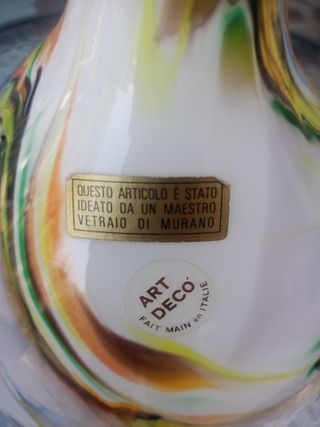 QUESTO ARTICOLO È STATO
IDEATO DA UN MAESTRO
VETRAIO DI MURANO
ART
DECO'
FAIT MAIN en ITALIE